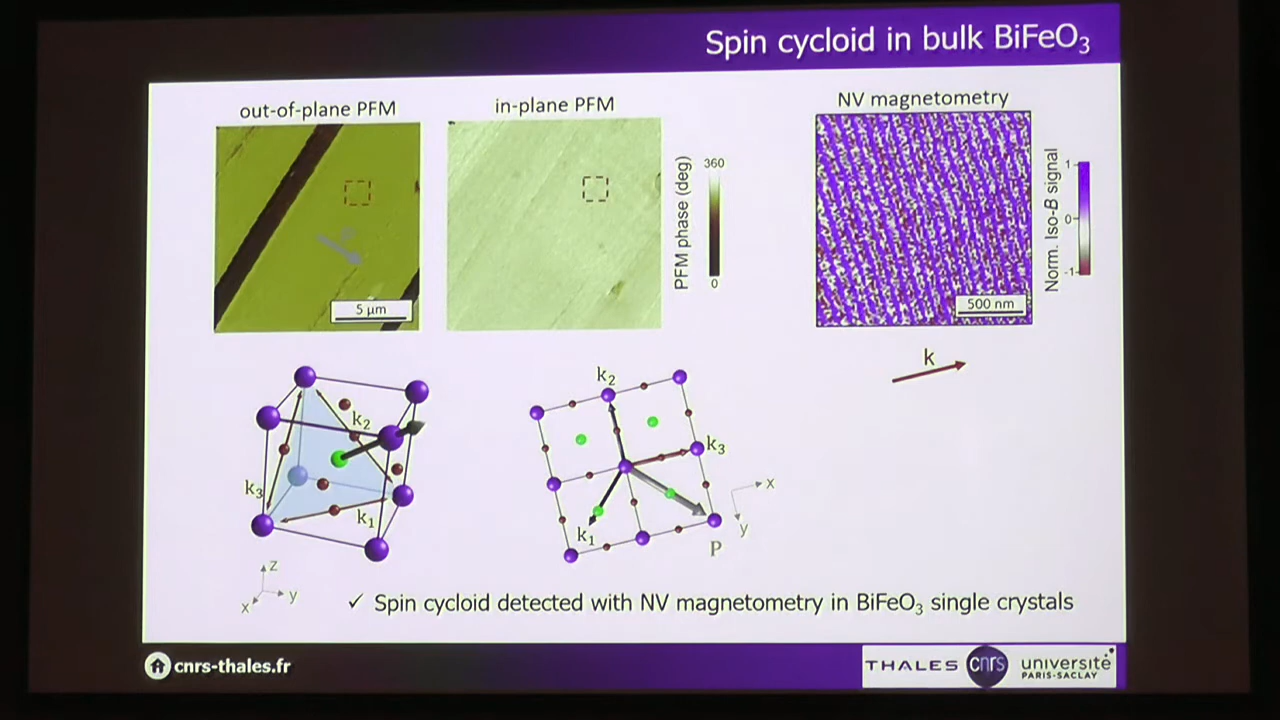 Spin cycloid in bulk BiFeO₃
out-of-plane PFM
in-plane PFM
NV magnetometry
5 µm
PFM phase (deg)
360
0
500 nm
Norm. Iso-B signal
1
0
-1
k
k₂
k₃
k₁
z
y
x
k₂
k₃
k₁
P
x
y
✓ Spin cycloid detected with NV magnetometry in BiFeO₃ single crystals
cnrs-thales.fr
THALES
cnrs
université
PARIS-SACLAY